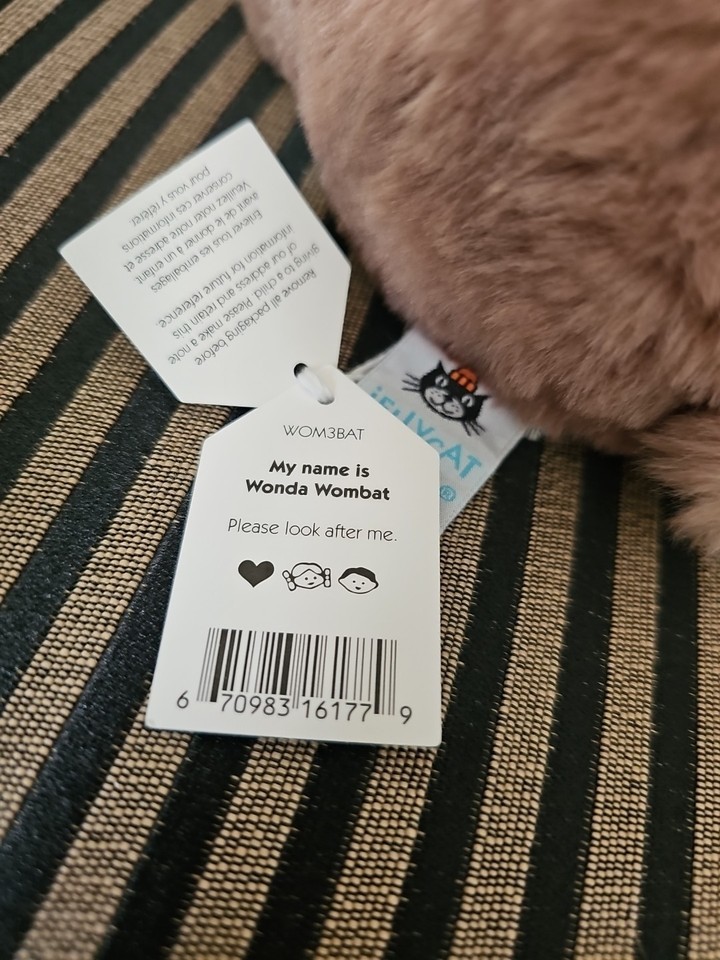 WOM3BAT
My name is
Wonda Wombat
Please look after me.
6 70983 16177 9
JELLYCAT
®
Remove all packaging before
giving to a child. Please make a note
of our address and retain this
information for future reference.
Enlever tous les emballages
avant de le donner à un enfant.
Veuillez noter notre adresse et
conserver ces informations
pour vous y référer.